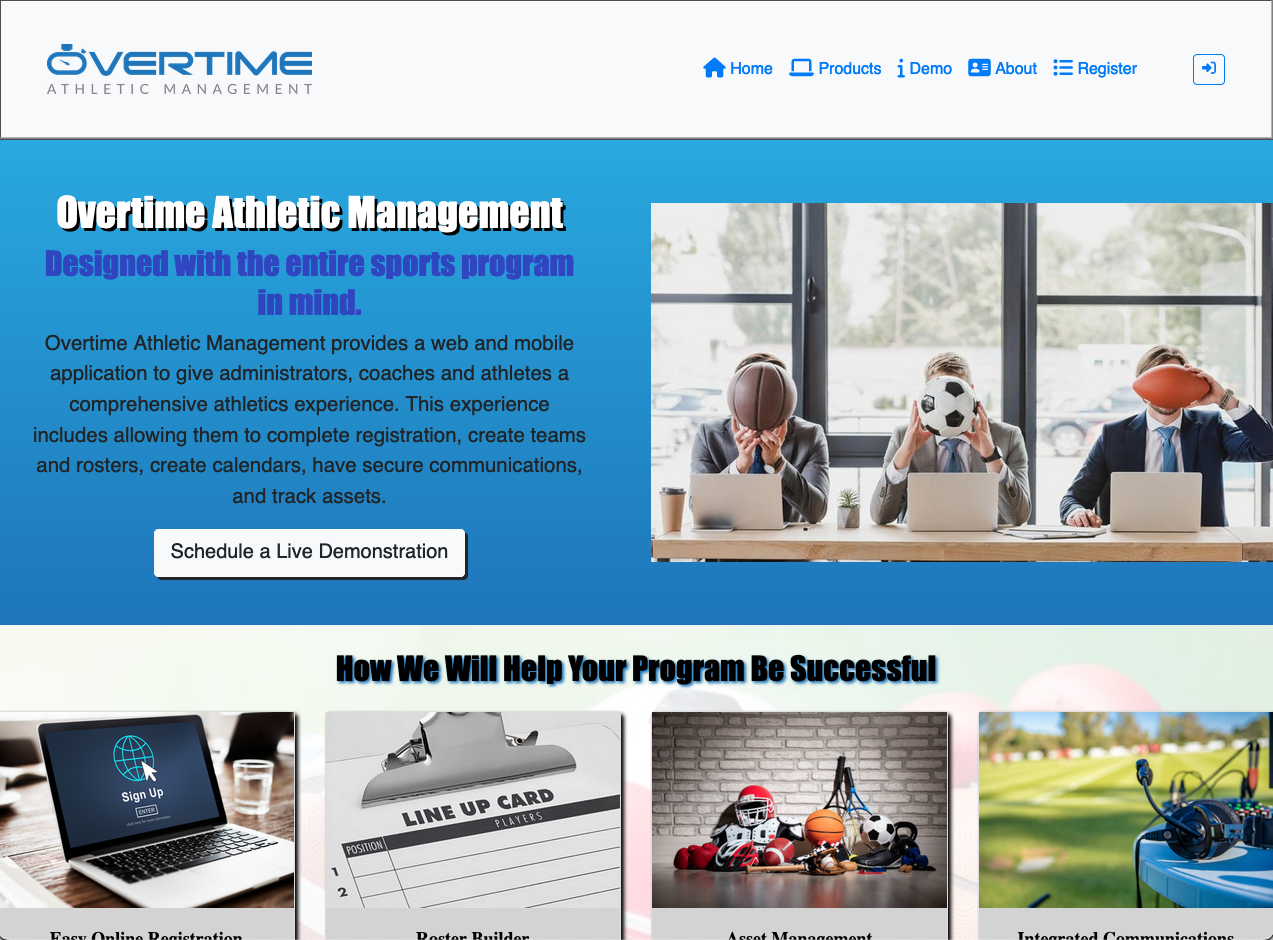 OVERTIME
ATHLETIC MANAGEMENT
Home Products Demo About Register
Overtime Athletic Management
Designed with the entire sports program
in mind.
Overtime Athletic Management provides a web and mobile
application to give administrators, coaches and athletes a
comprehensive athletics experience. This experience
includes allowing them to complete registration, create teams
and rosters, create calendars, have secure communications,
and track assets.
Schedule a Live Demonstration
How We Will Help Your Program Be Successful
Sign Up
ENTER
LINE UP CARD
PLAYERS
POSITION
1
2
Easy Online Registration
Roster Builder
Asset Management
Integrated Communications